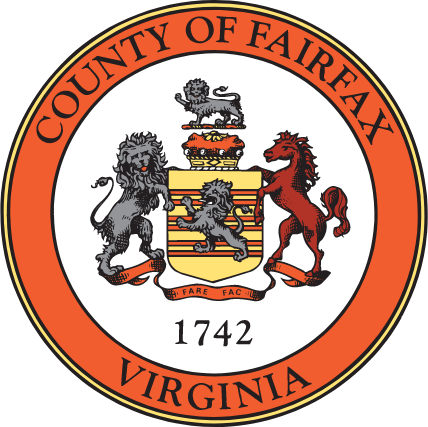 COUNTY OF FAIRFAX
FARE FAC
1742
VIRGINIA